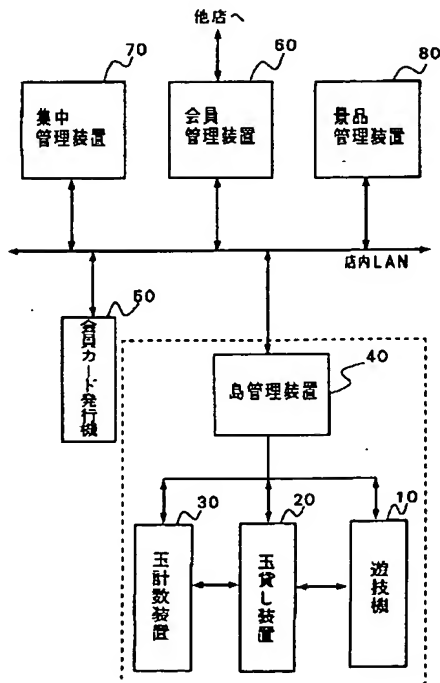 他店へ
70
60
80
集中
管理装置
会員
管理装置
景品
管理装置
店内LAN
50
会員カード発行機
40
島管理装置
30
20
10
玉計数装置
玉貸し装置
遊技機